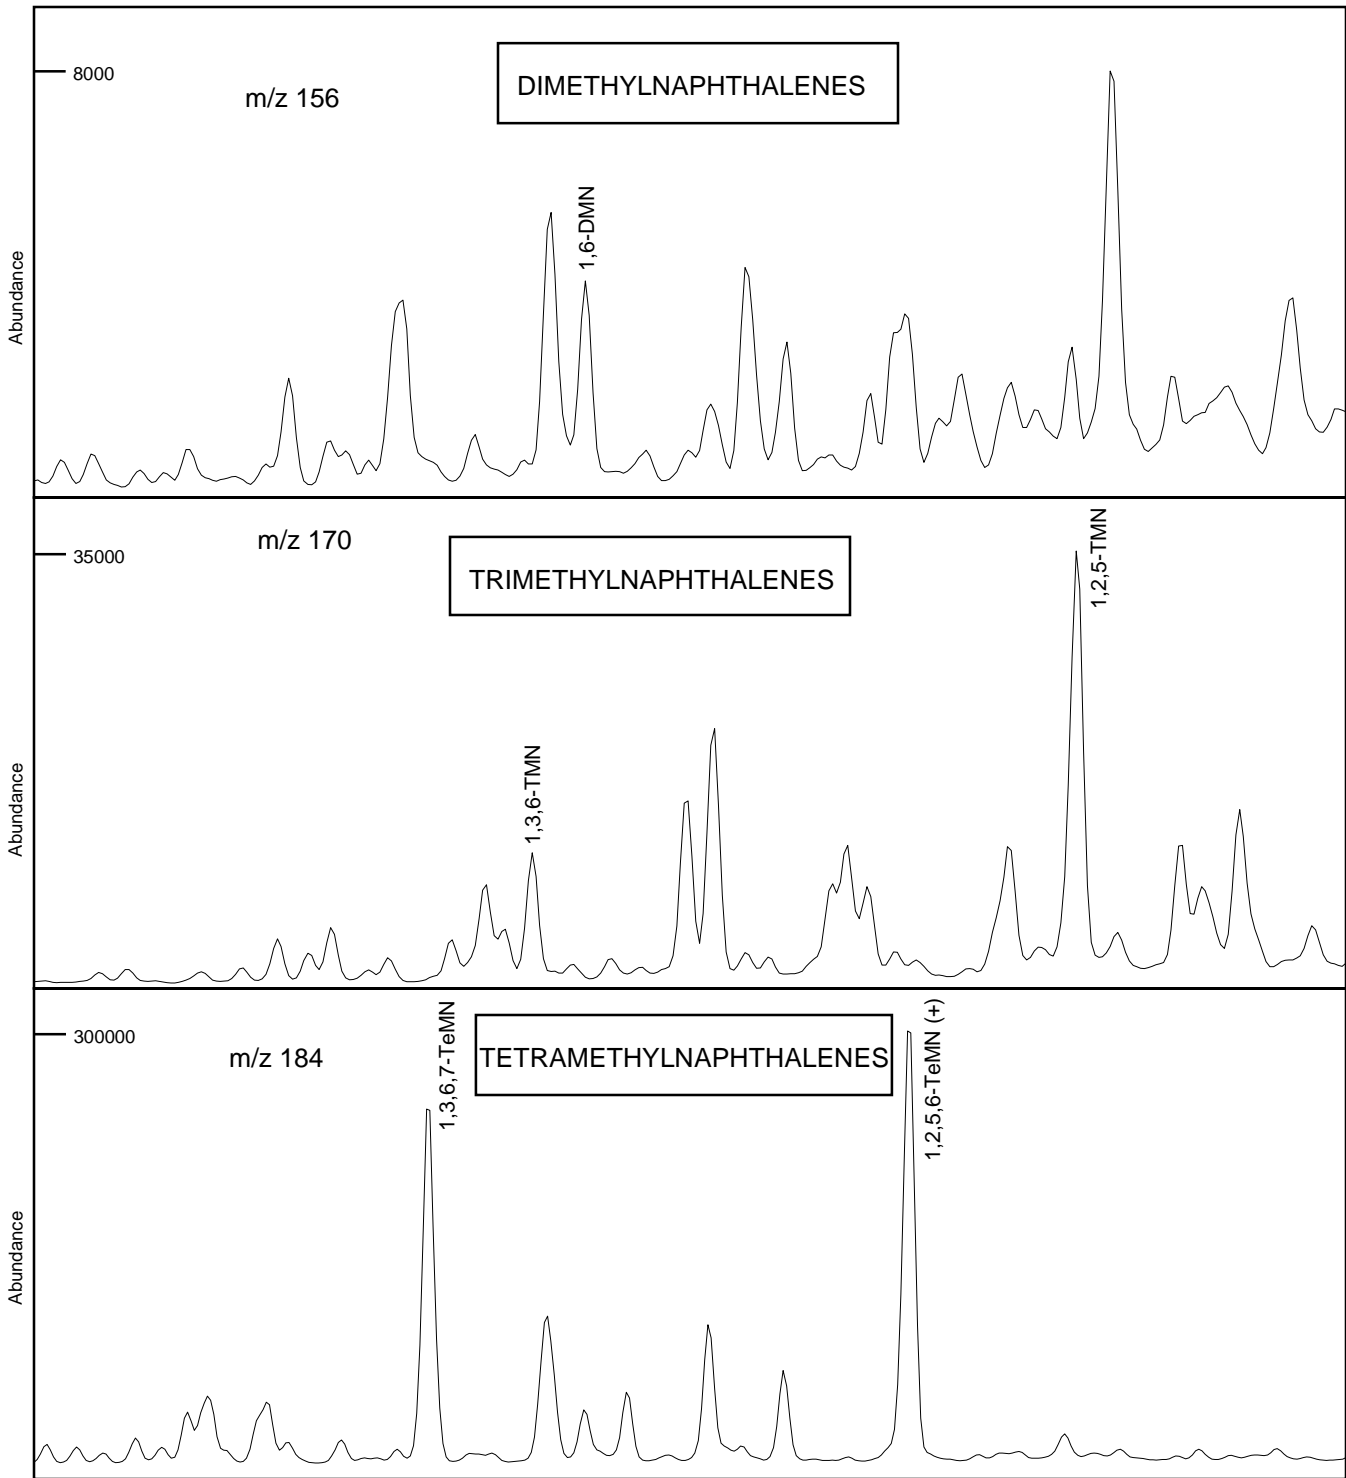 8000
m/z 156
DIMETHYLNAPHTHALENES
1,6-DMN
Abundance
35000
m/z 170
TRIMETHYLNAPHTHALENES
1,3,6-TMN
1,2,5-TMN
Abundance
300000
m/z 184
TETRAMETHYLNAPHTHALENES
1,3,6,7-TeMN
1,2,5,6-TeMN (+)
Abundance